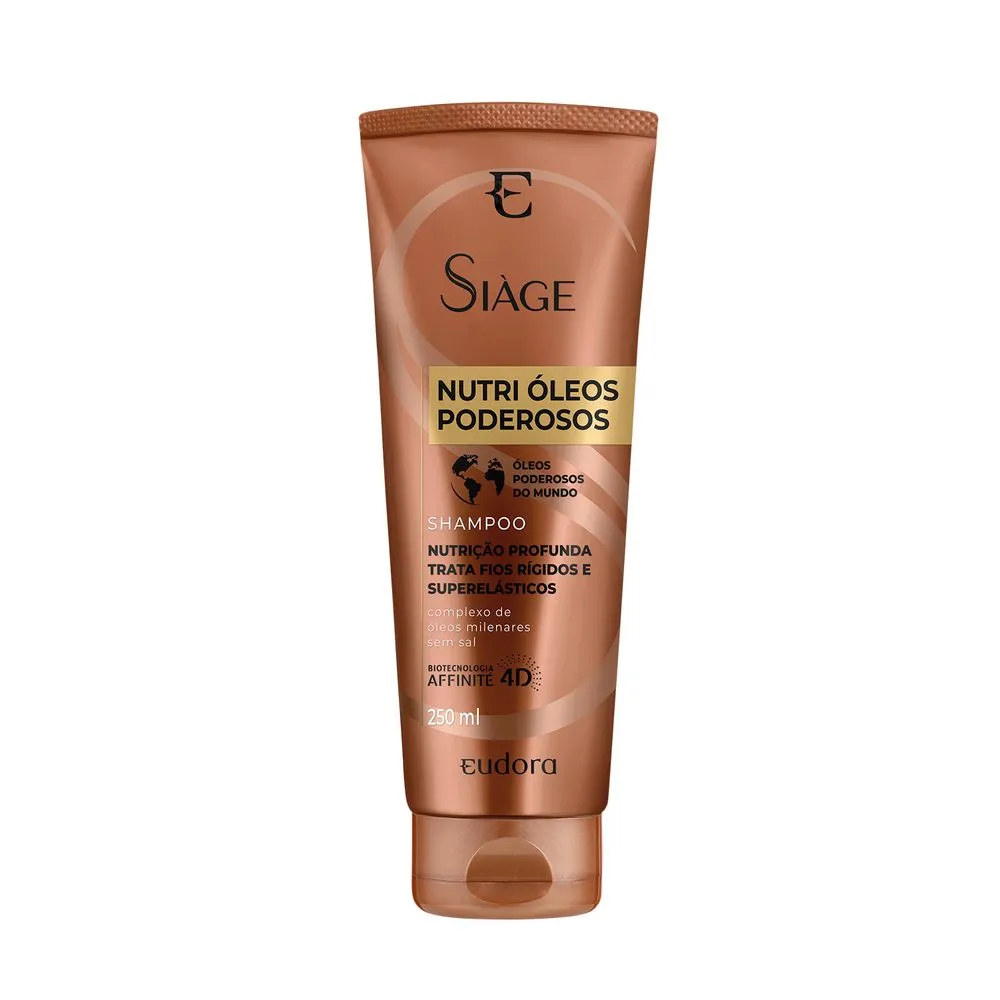 E
SIÀGE
NUTRI ÓLEOS
PODEROSOS
ÓLEOS
PODEROSOS
DO MUNDO
SHAMPOO
NUTRIÇÃO PROFUNDA
TRATA FIOS RÍGIDOS E
SUPERELÁSTICOS
complexo de
óleos milenares
sem sal
BIOTECNOLOGIA
AFFINITÉ 4D
250 ml
eudora